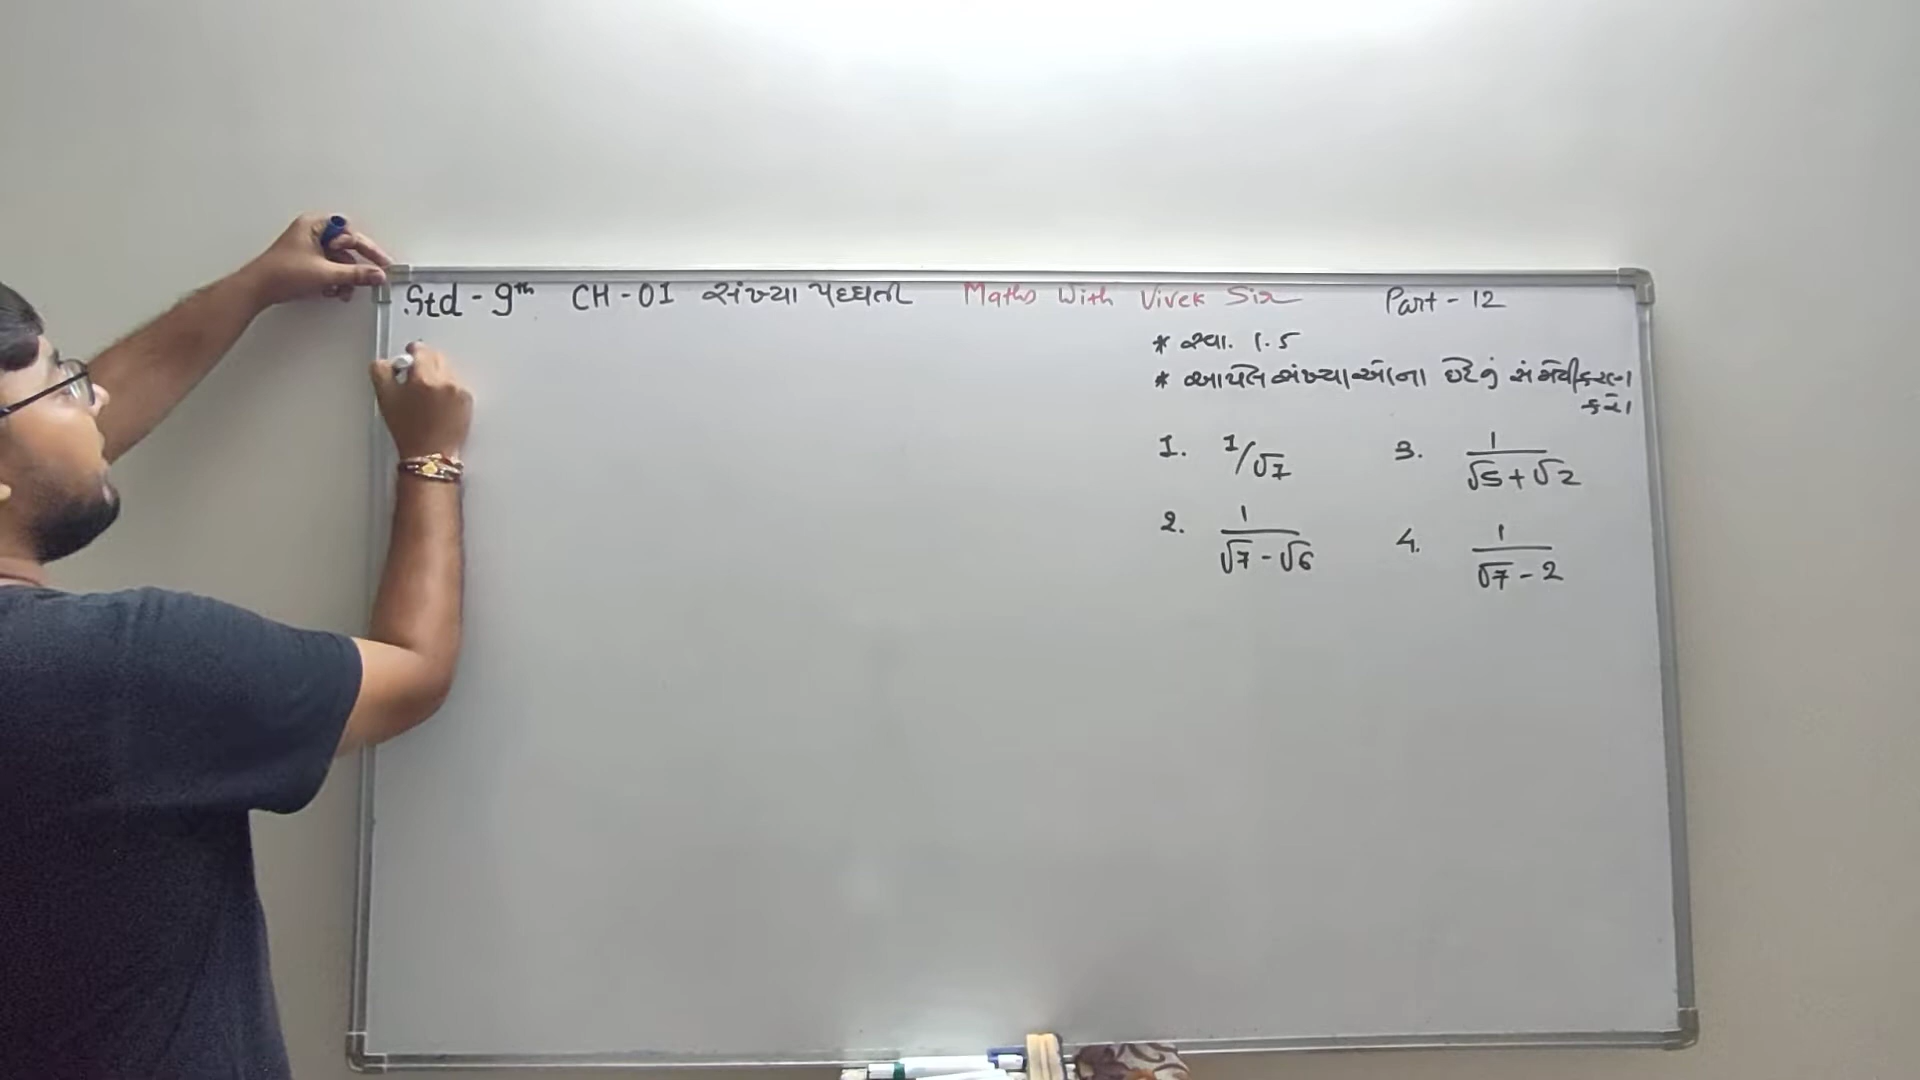 Std - 9th CH - 01 સંખ્યા પદ્ધતી Maths With Vivek Sir Part - 12
* સ્વા. 1.5
* આપેલ સંખ્યાઓના છેદનું સંમેયીકરણ
કરો
1. 1/√7 3. 1/(√5+√2)
2. 1/(√7-√6) 4. 1/(√7-2)